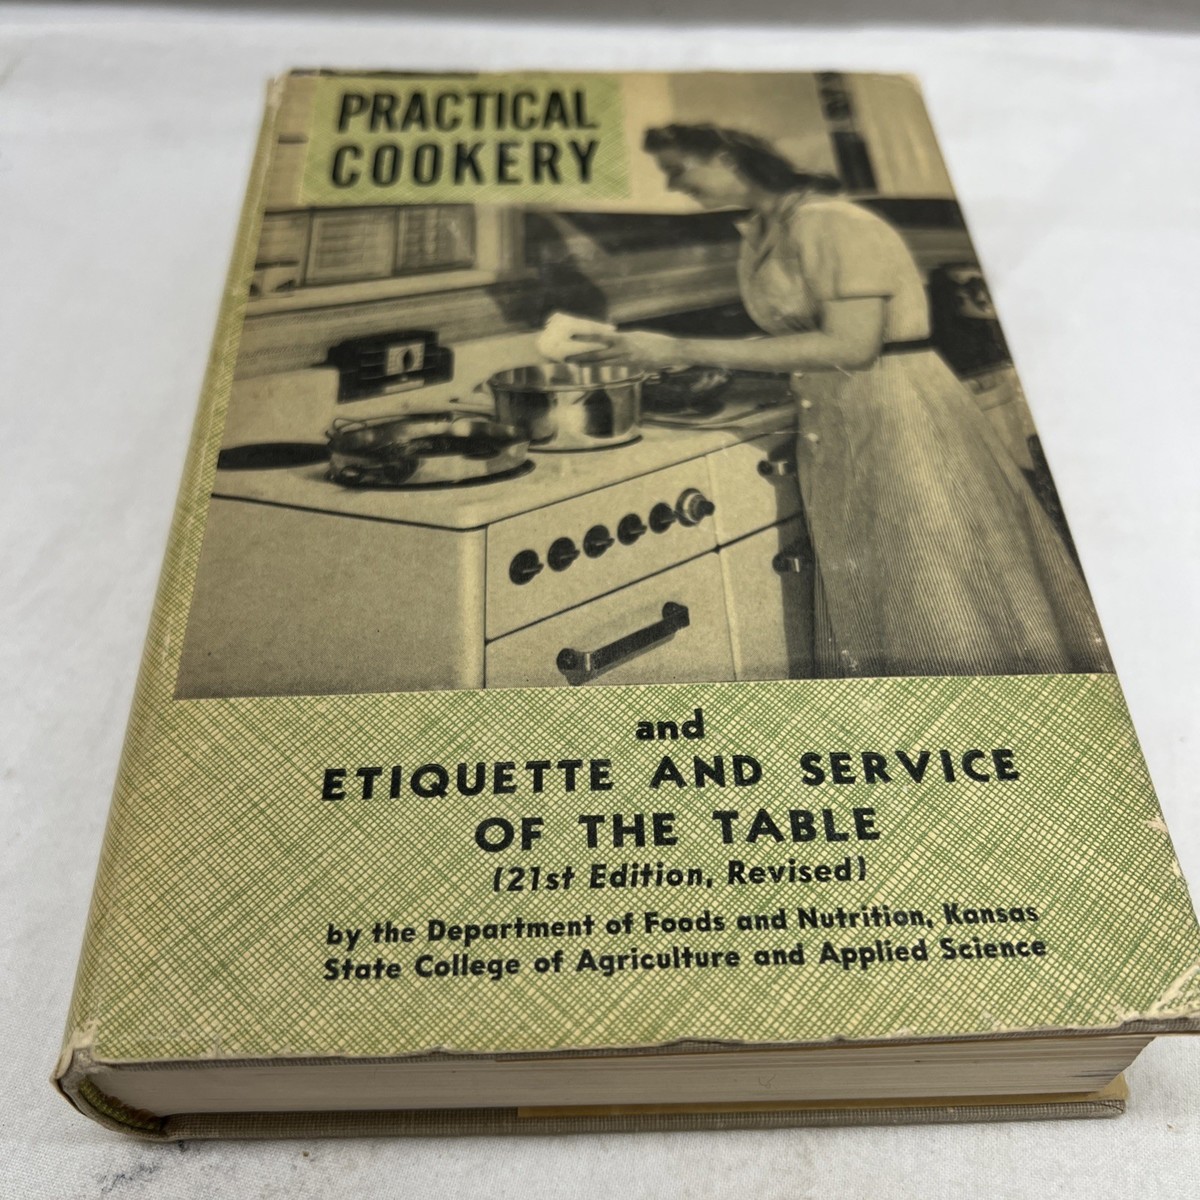 PRACTICAL
COOKERY
and
ETIQUETTE AND SERVICE
OF THE TABLE
(21st Edition, Revised)
by the Department of Foods and Nutrition, Kansas
State College of Agriculture and Applied Science